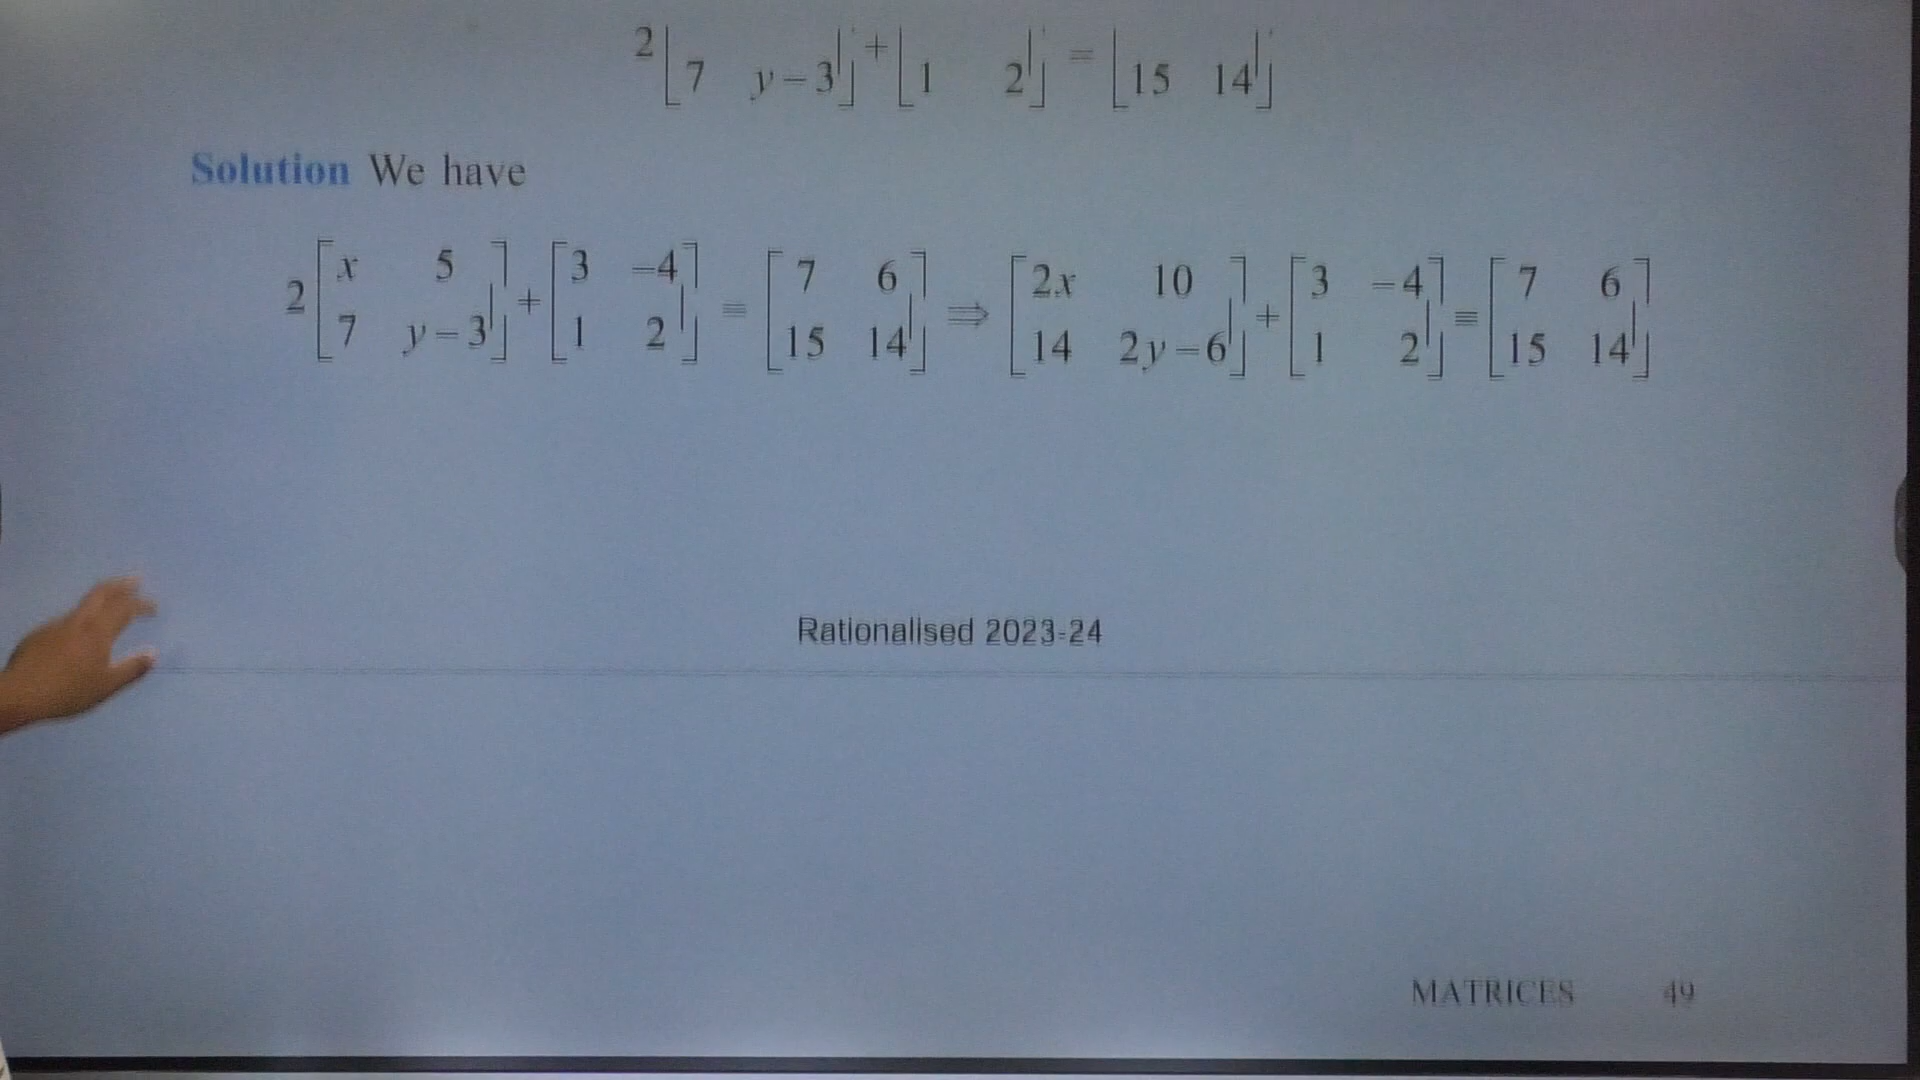 2 [7 y – 3] + [1 2] = [15 14]
Solution We have
2 [x 5 + [3 –4 = [7 6 ⇒ [2x 10 + [3 –4 = [7 6
7 y – 3] 1 2] 15 14] 14 2y – 6] 1 2] 15 14]
Rationalised 2023-24
MATRICES 49